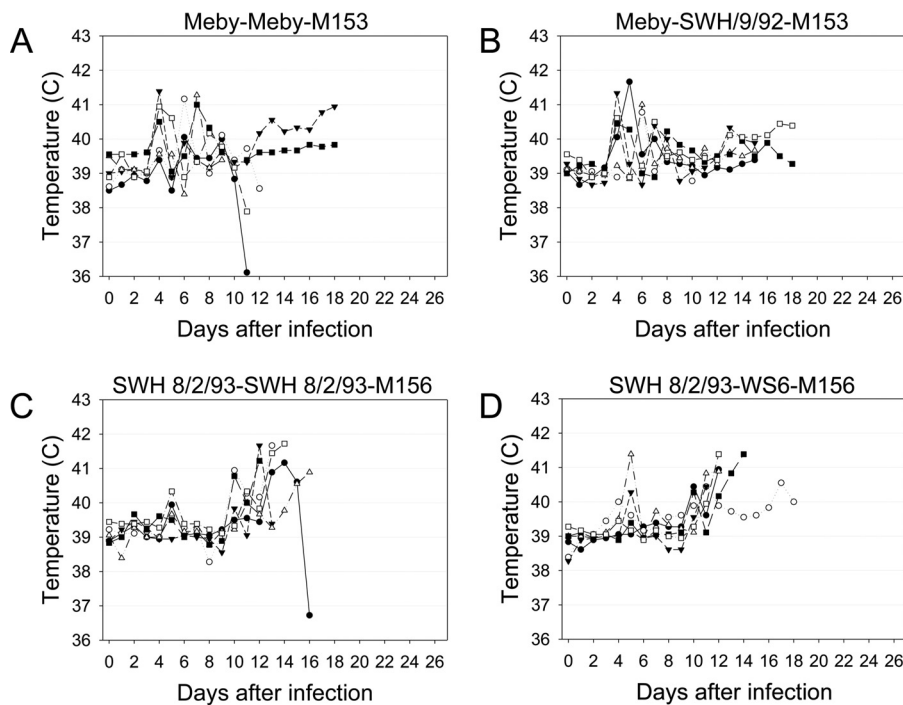 A
Meby-Meby-M153
43
42
41
40
39
38
37
36
Temperature (C)
0 2 4 6 8 10 12 14 16 18 20 22 24 26
Days after infection
B
Meby-SWH/9/92-M153
43
42
41
40
39
38
37
36
Temperature (C)
0 2 4 6 8 10 12 14 16 18 20 22 24 26
Days after infection
C
SWH 8/2/93-SWH 8/2/93-M156
43
42
41
40
39
38
37
36
Temperature (C)
0 2 4 6 8 10 12 14 16 18 20 22 24 26
Days after infection
D
SWH 8/2/93-WS6-M156
43
42
41
40
39
38
37
36
Temperature (C)
0 2 4 6 8 10 12 14 16 18 20 22 24 26
Days after infection